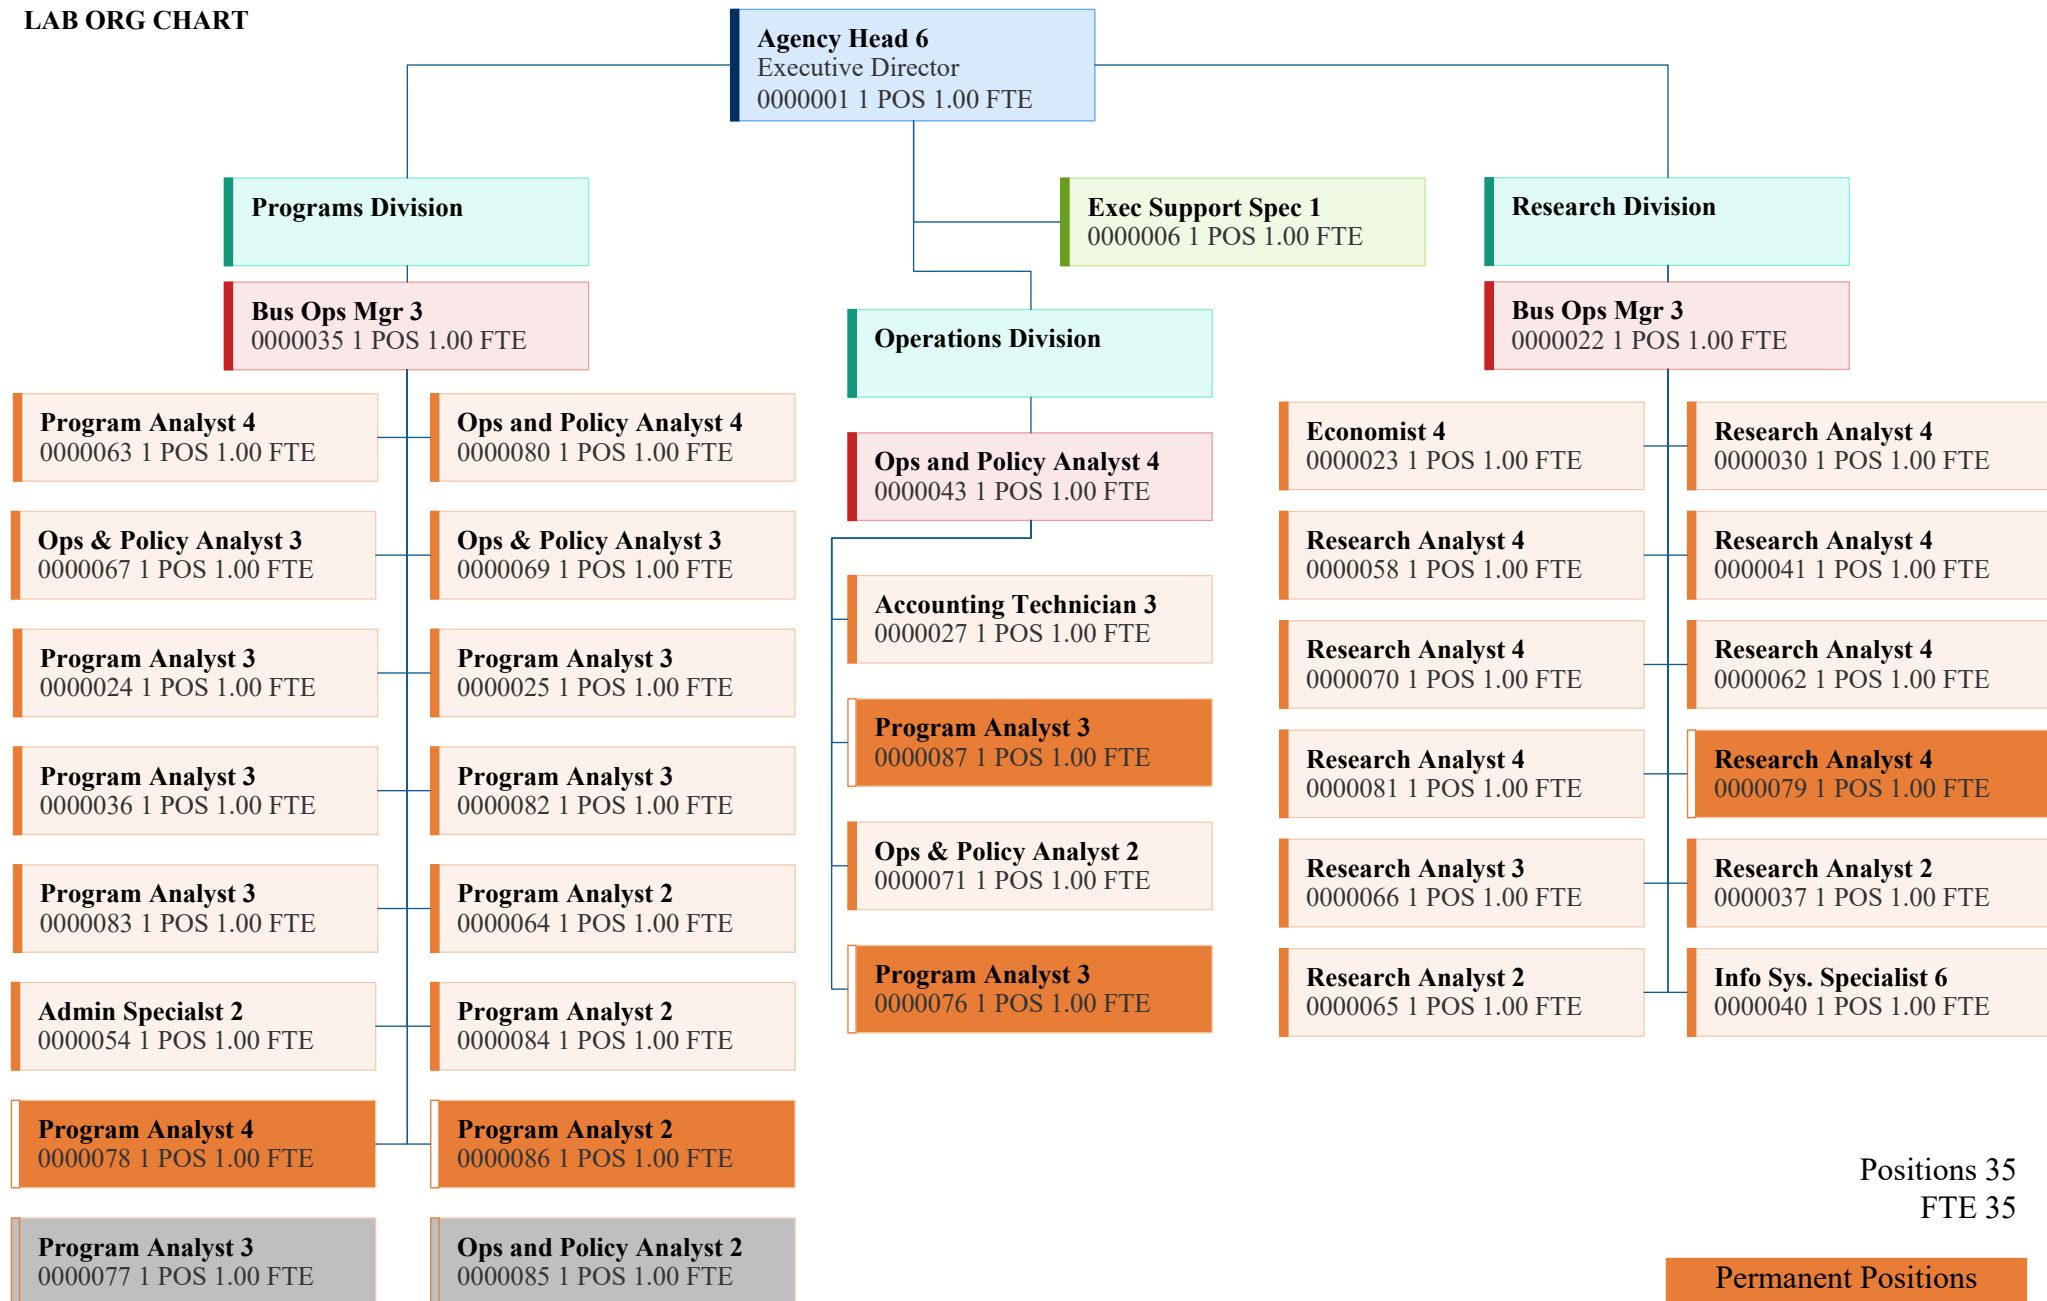 LAB ORG CHART
Agency Head 6
Executive Director
0000001 1 POS 1.00 FTE
Programs Division
Exec Support Spec 1
0000006 1 POS 1.00 FTE
Research Division
Bus Ops Mgr 3
0000035 1 POS 1.00 FTE
Operations Division
Bus Ops Mgr 3
0000022 1 POS 1.00 FTE
Program Analyst 4
0000063 1 POS 1.00 FTE
Ops and Policy Analyst 4
0000080 1 POS 1.00 FTE
Ops & Policy Analyst 3
0000067 1 POS 1.00 FTE
Ops & Policy Analyst 3
0000069 1 POS 1.00 FTE
Program Analyst 3
0000024 1 POS 1.00 FTE
Program Analyst 3
0000025 1 POS 1.00 FTE
Program Analyst 3
0000036 1 POS 1.00 FTE
Program Analyst 3
0000082 1 POS 1.00 FTE
Program Analyst 3
0000083 1 POS 1.00 FTE
Program Analyst 2
0000064 1 POS 1.00 FTE
Admin Specialst 2
0000054 1 POS 1.00 FTE
Program Analyst 2
0000084 1 POS 1.00 FTE
Program Analyst 4
0000078 1 POS 1.00 FTE
Program Analyst 2
0000086 1 POS 1.00 FTE
Program Analyst 3
0000077 1 POS 1.00 FTE
Ops and Policy Analyst 2
0000085 1 POS 1.00 FTE
Ops and Policy Analyst 4
0000043 1 POS 1.00 FTE
Accounting Technician 3
0000027 1 POS 1.00 FTE
Program Analyst 3
0000087 1 POS 1.00 FTE
Ops & Policy Analyst 2
0000071 1 POS 1.00 FTE
Program Analyst 3
0000076 1 POS 1.00 FTE
Economist 4
0000023 1 POS 1.00 FTE
Research Analyst 4
0000030 1 POS 1.00 FTE
Research Analyst 4
0000058 1 POS 1.00 FTE
Research Analyst 4
0000041 1 POS 1.00 FTE
Research Analyst 4
0000070 1 POS 1.00 FTE
Research Analyst 4
0000062 1 POS 1.00 FTE
Research Analyst 4
0000081 1 POS 1.00 FTE
Research Analyst 4
0000079 1 POS 1.00 FTE
Research Analyst 3
0000066 1 POS 1.00 FTE
Research Analyst 2
0000037 1 POS 1.00 FTE
Research Analyst 2
0000065 1 POS 1.00 FTE
Info Sys. Specialist 6
0000040 1 POS 1.00 FTE
Positions 35
FTE 35
Permanent Positions